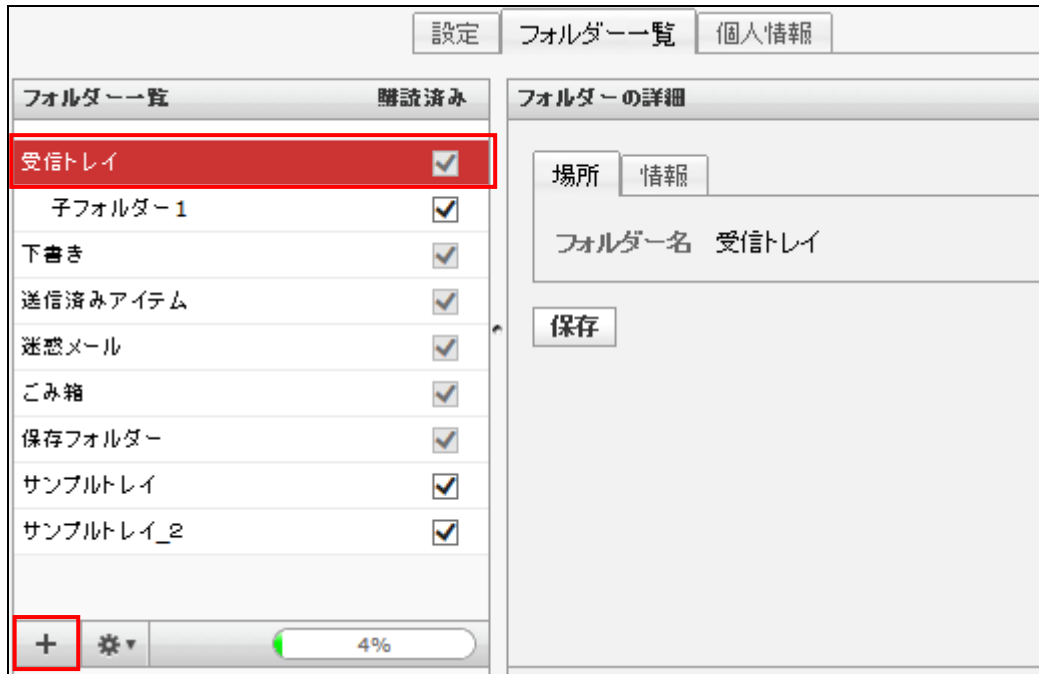 設定 フォルダー一覧 個人情報
フォルダー一覧 購読済み
受信トレイ
子フォルダー1
下書き
送信済みアイテム
迷惑メール
ごみ箱
保存フォルダー
サンプルトレイ
サンプルトレイ_2
+ 4%
フォルダーの詳細
場所 情報
フォルダー名 受信トレイ
保存